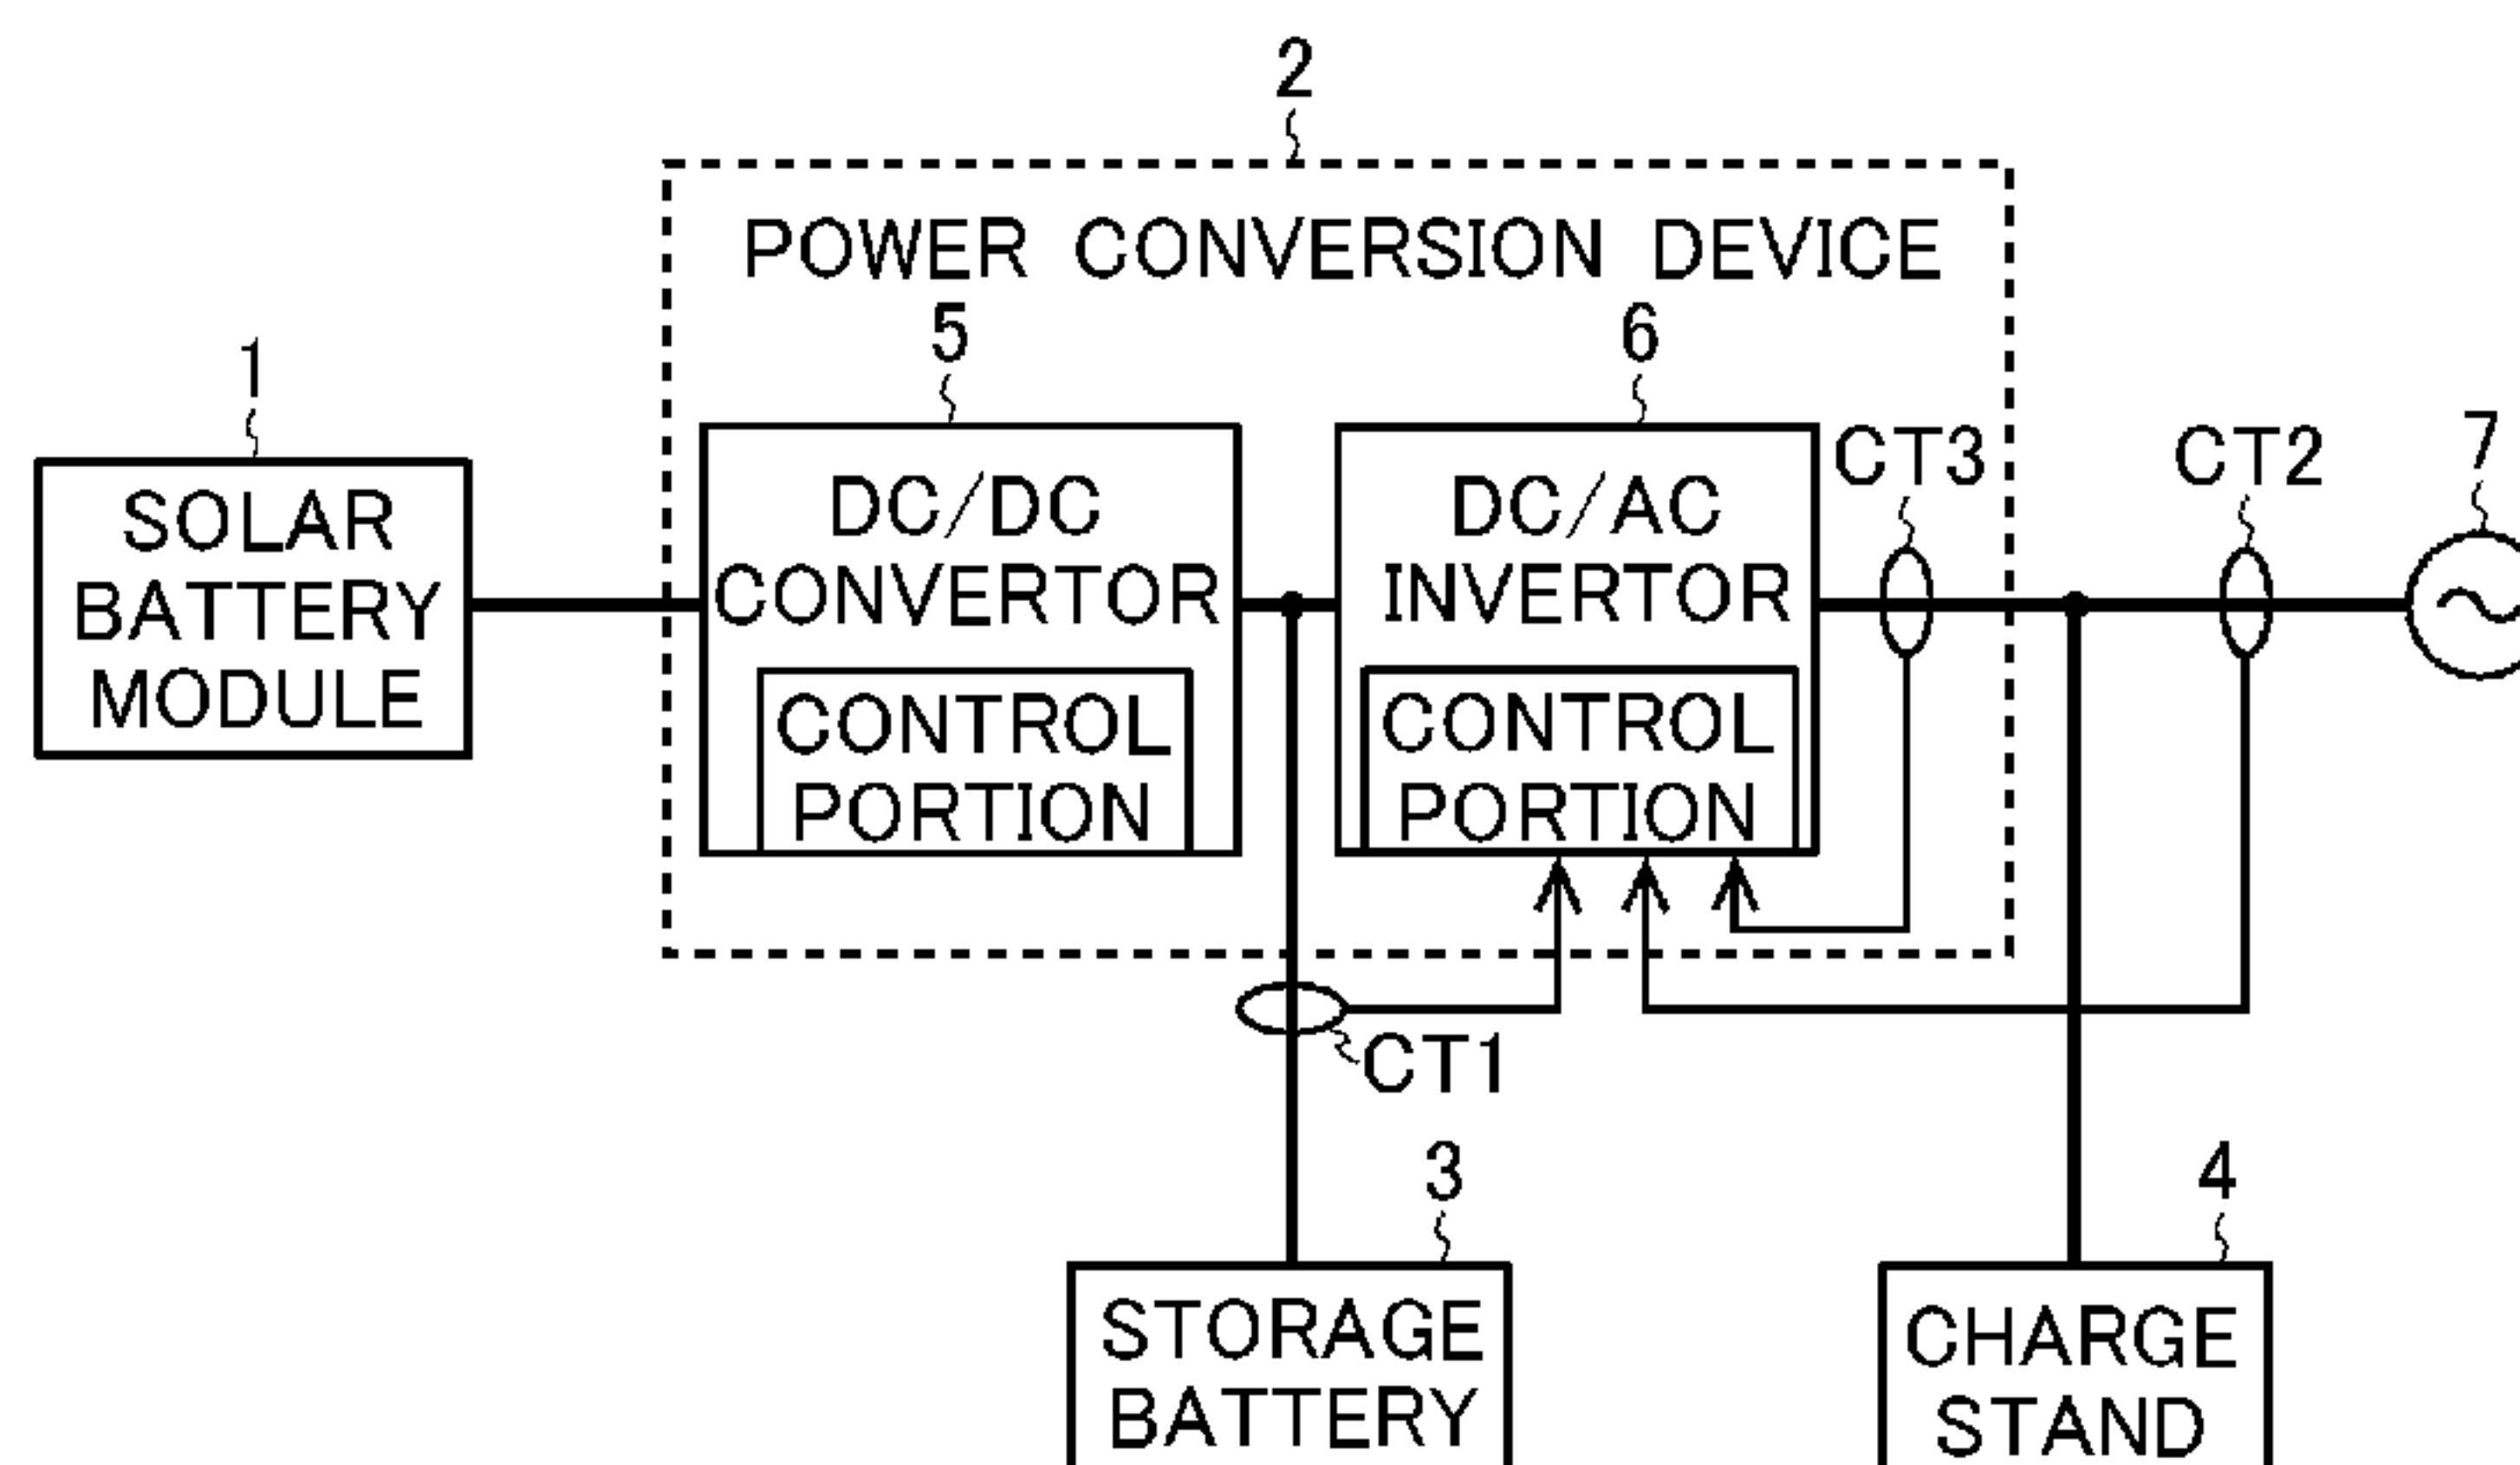 2
POWER CONVERSION DEVICE
5
6
1
CT3
CT2
7
SOLAR
BATTERY
MODULE
DC/DC
CONVERTOR
CONTROL
PORTION
DC/AC
INVERTOR
CONTROL
PORTION
CT1
3
4
STORAGE
BATTERY
CHARGE
STAND